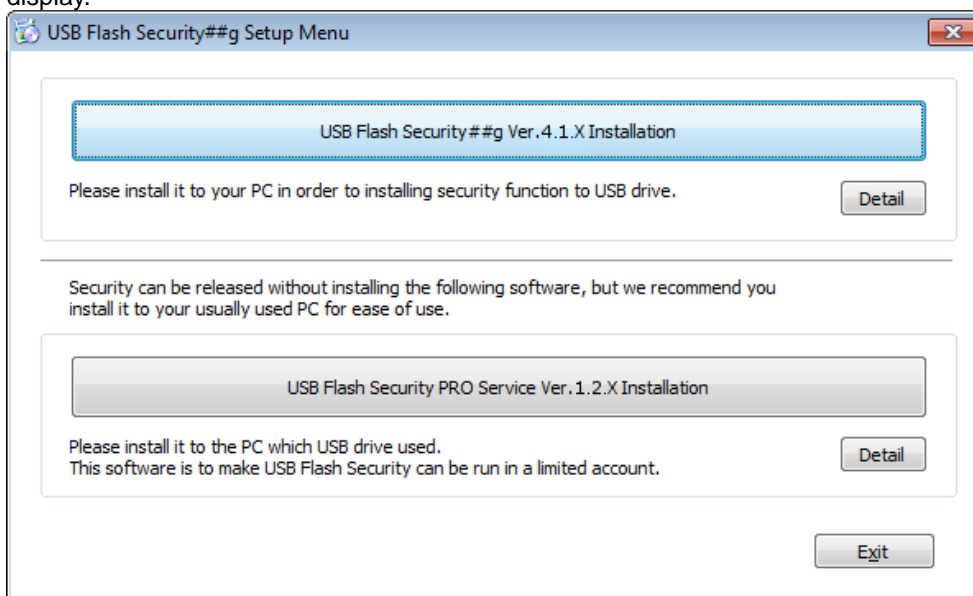 display.
USB Flash Security##g Setup Menu
USB Flash Security##g Ver.4.1.X Installation
Please install it to your PC in order to installing security function to USB drive.
Detail
Security can be released without installing the following software, but we recommend you
install it to your usually used PC for ease of use.
USB Flash Security PRO Service Ver.1.2.X Installation
Please install it to the PC which USB drive used.
This software is to make USB Flash Security can be run in a limited account.
Detail
Exit